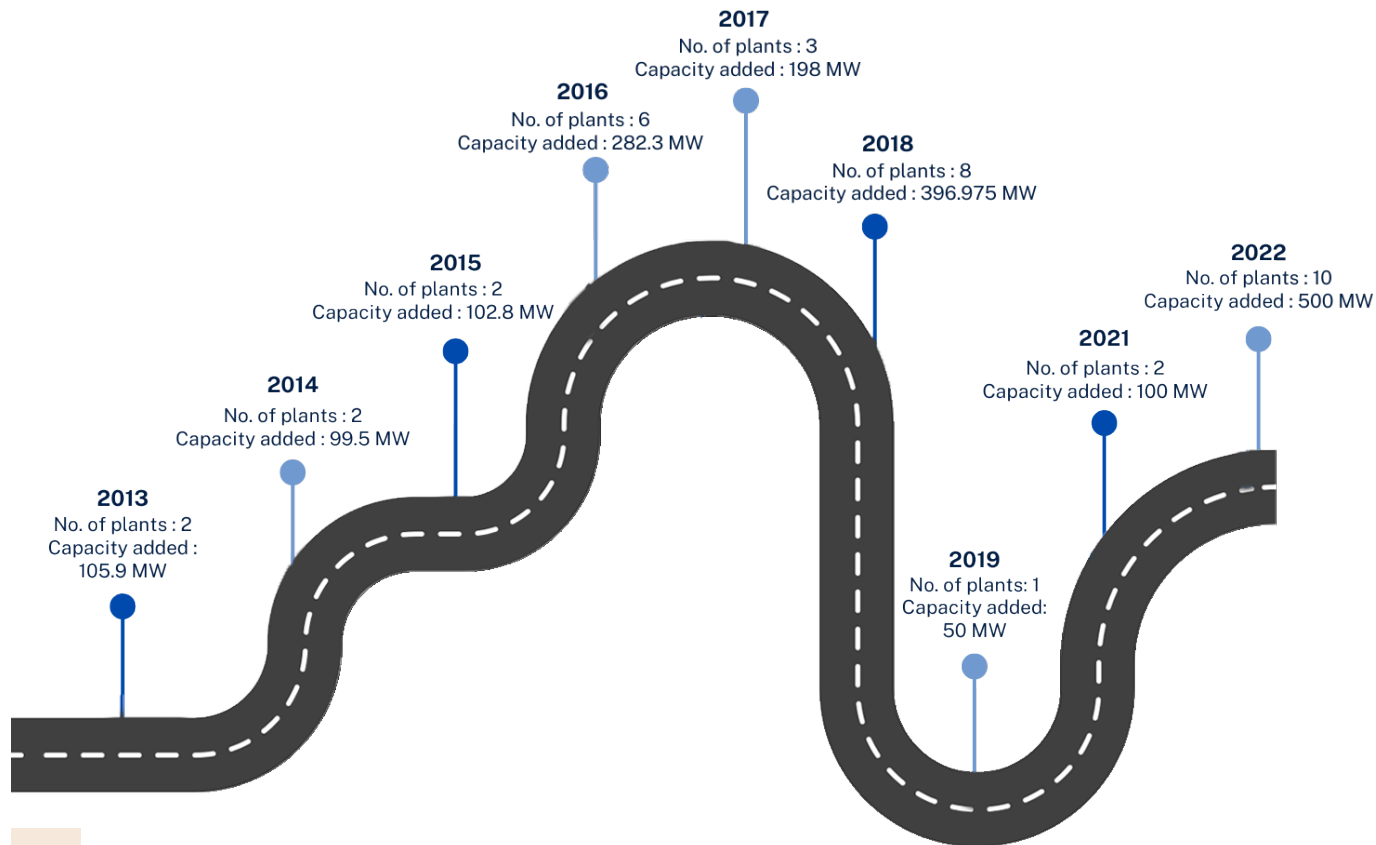 2013
No. of plants : 2
Capacity added :
105.9 MW
2014
No. of plants : 2
Capacity added : 99.5 MW
2015
No. of plants : 2
Capacity added : 102.8 MW
2016
No. of plants : 6
Capacity added : 282.3 MW
2017
No. of plants : 3
Capacity added : 198 MW
2018
No. of plants : 8
Capacity added : 396.975 MW
2019
No. of plants: 1
Capacity added:
50 MW
2021
No. of plants : 2
Capacity added : 100 MW
2022
No. of plants : 10
Capacity added : 500 MW